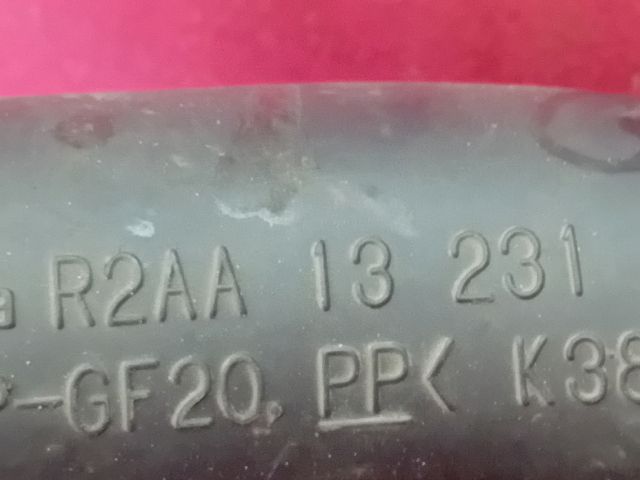 a R2AA 13 231
P-GF20, PP< K38